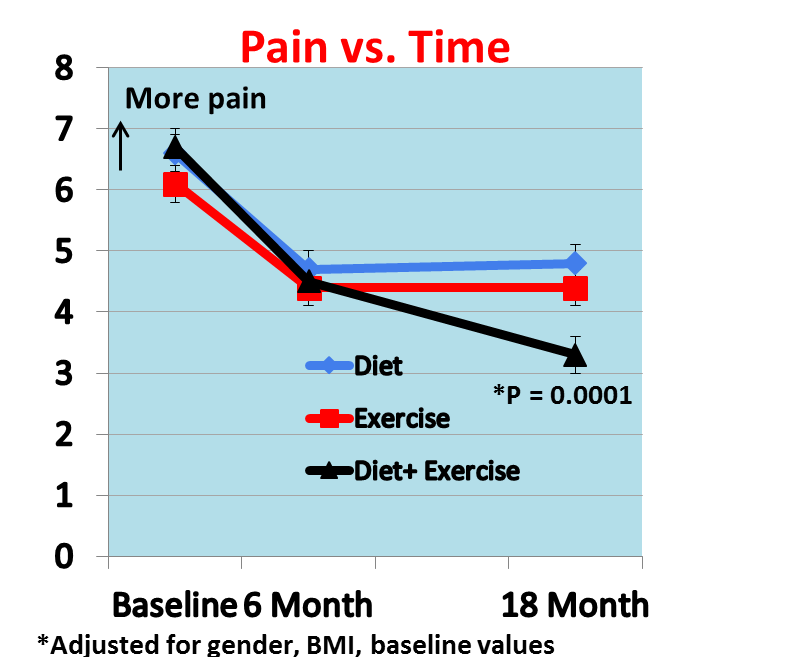 Pain vs. Time
8
More pain
7
6
5
4
3
2
1
0
Diet
*P = 0.0001
Exercise
Diet+ Exercise
Baseline 6 Month 18 Month
*Adjusted for gender, BMI, baseline values